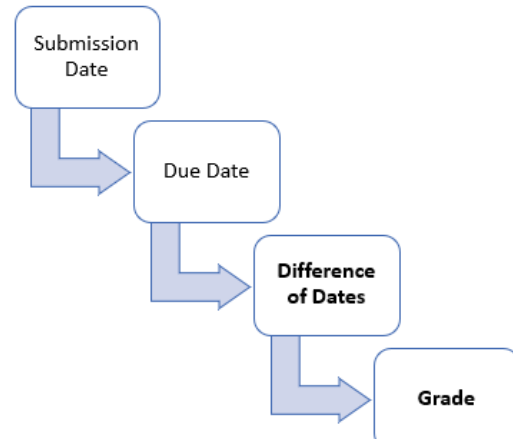 Submission
Date
Due Date
Difference
of Dates
Grade